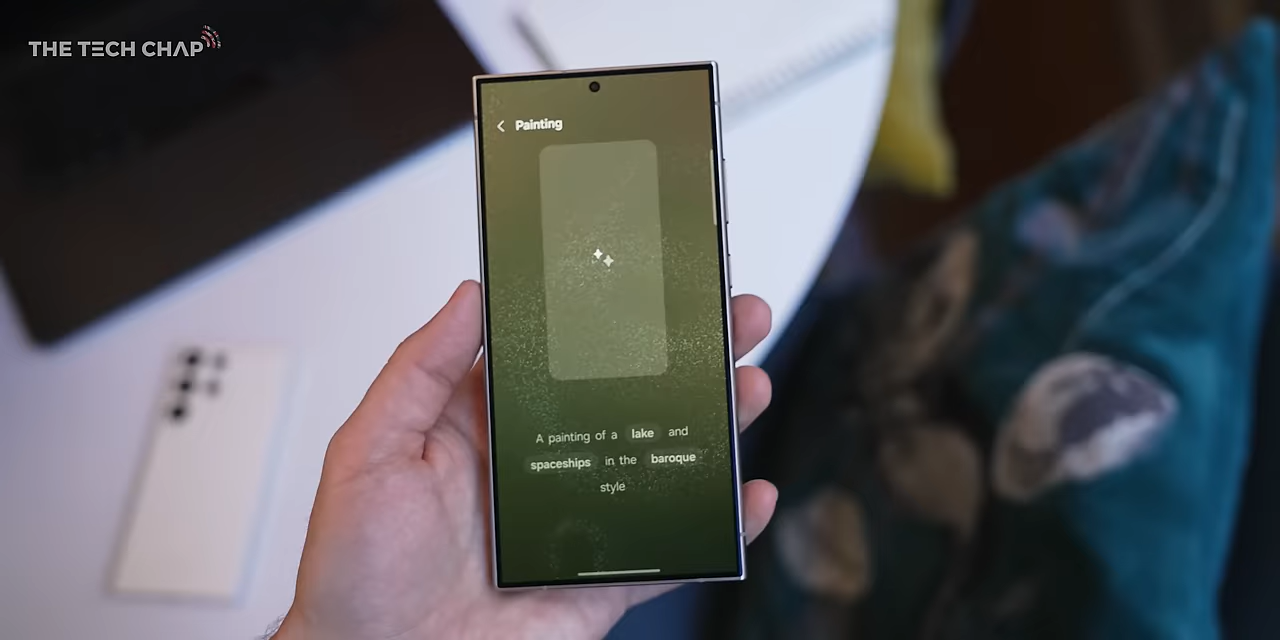 THE TECH CHAP
Painting
A painting of a lake and
spaceships in the baroque
style